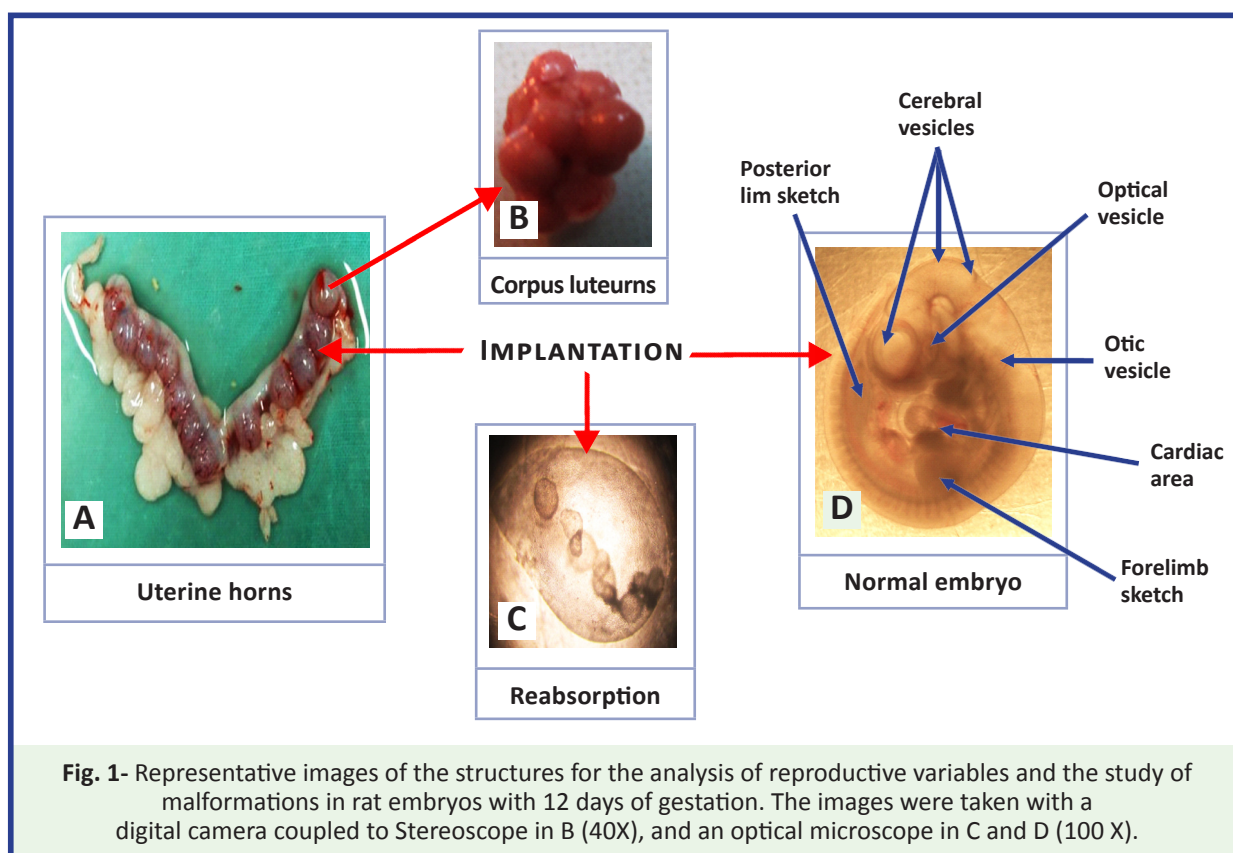 Cerebral
vesicles
Posterior
lim sketch
Optical
vesicle
B
Corpus luteurns
A
Uterine horns
IMPLANTATION
Otic
vesicle
Cardiac
area
D
Normal embryo
Forelimb
sketch
C
Reabsorption
Fig. 1- Representative images of the structures for the analysis of reproductive variables and the study of
malformations in rat embryos with 12 days of gestation. The images were taken with a
digital camera coupled to Stereoscope in B (40X), and an optical microscope in C and D (100 X).